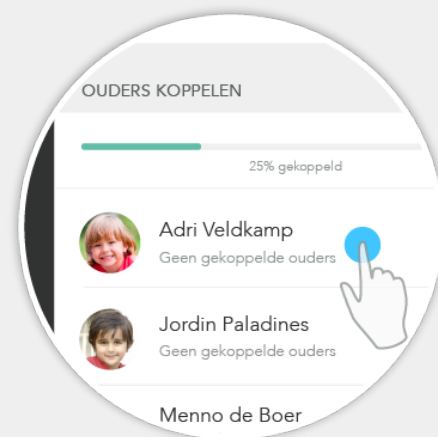 OUDERS KOPPELEN
25% gekoppeld
Adri Veldkamp
Geen gekoppelde ouders
Jordin Paladines
Geen gekoppelde ouders
Menno de Boer